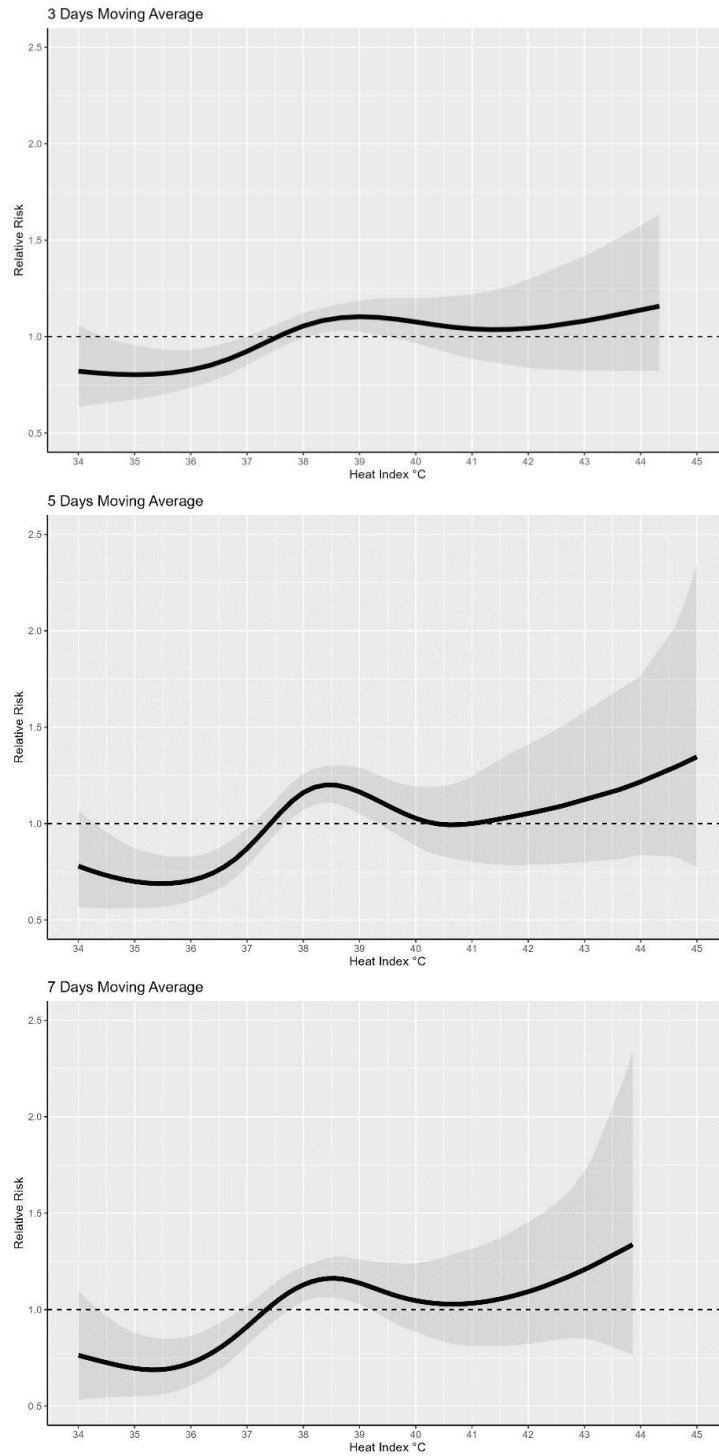 3 Days Moving Average
2.5
2.0
Relative Risk
1.5
1.0
0.5
34 35 36 37 38 39 40 41 42 43 44 45
Heat Index °C
5 Days Moving Average
2.5
2.0
Relative Risk
1.5
1.0
0.5
34 35 36 37 38 39 40 41 42 43 44 45
Heat Index °C
7 Days Moving Average
2.5
2.0
Relative Risk
1.5
1.0
0.5
34 35 36 37 38 39 40 41 42 43 44 45
Heat Index °C